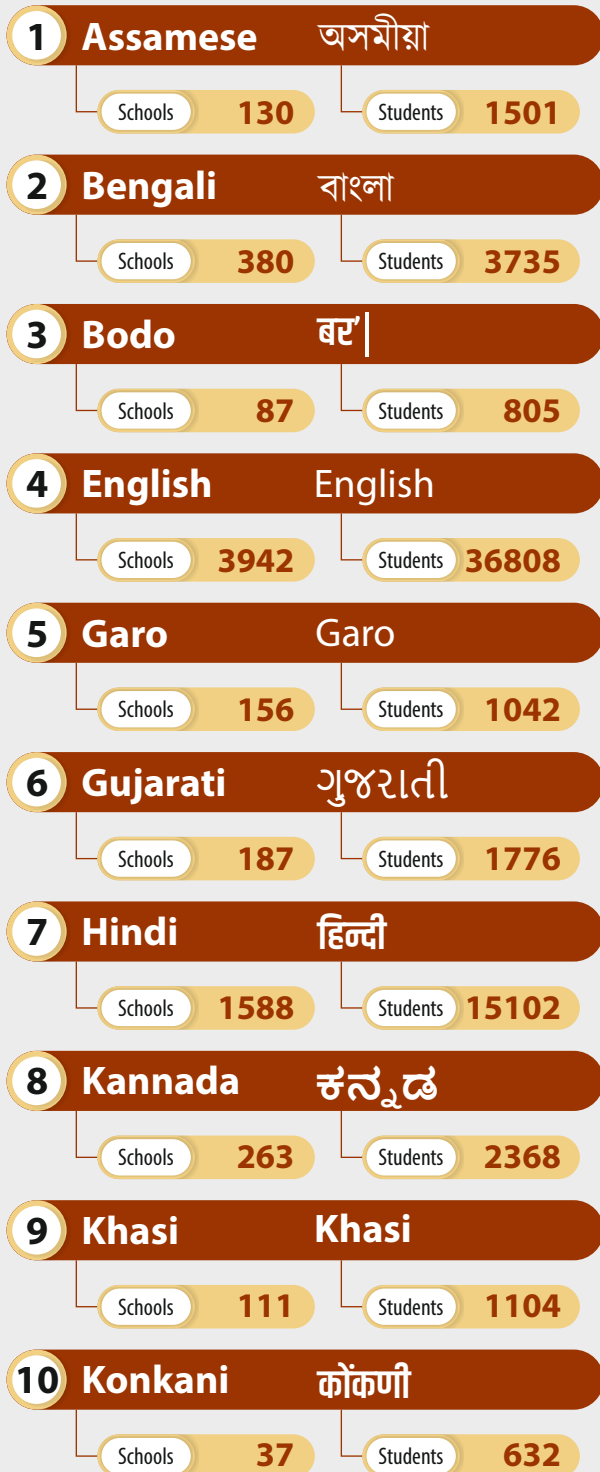 1 Assamese অসমীয়া
Schools 130 Students 1501
2 Bengali বাংলা
Schools 380 Students 3735
3 Bodo बर’|
Schools 87 Students 805
4 English English
Schools 3942 Students 36808
5 Garo Garo
Schools 156 Students 1042
6 Gujarati ગુજરાતી
Schools 187 Students 1776
7 Hindi हिन्दी
Schools 1588 Students 15102
8 Kannada ಕನ್ನಡ
Schools 263 Students 2368
9 Khasi Khasi
Schools 111 Students 1104
10 Konkani कोंकणी
Schools 37 Students 632